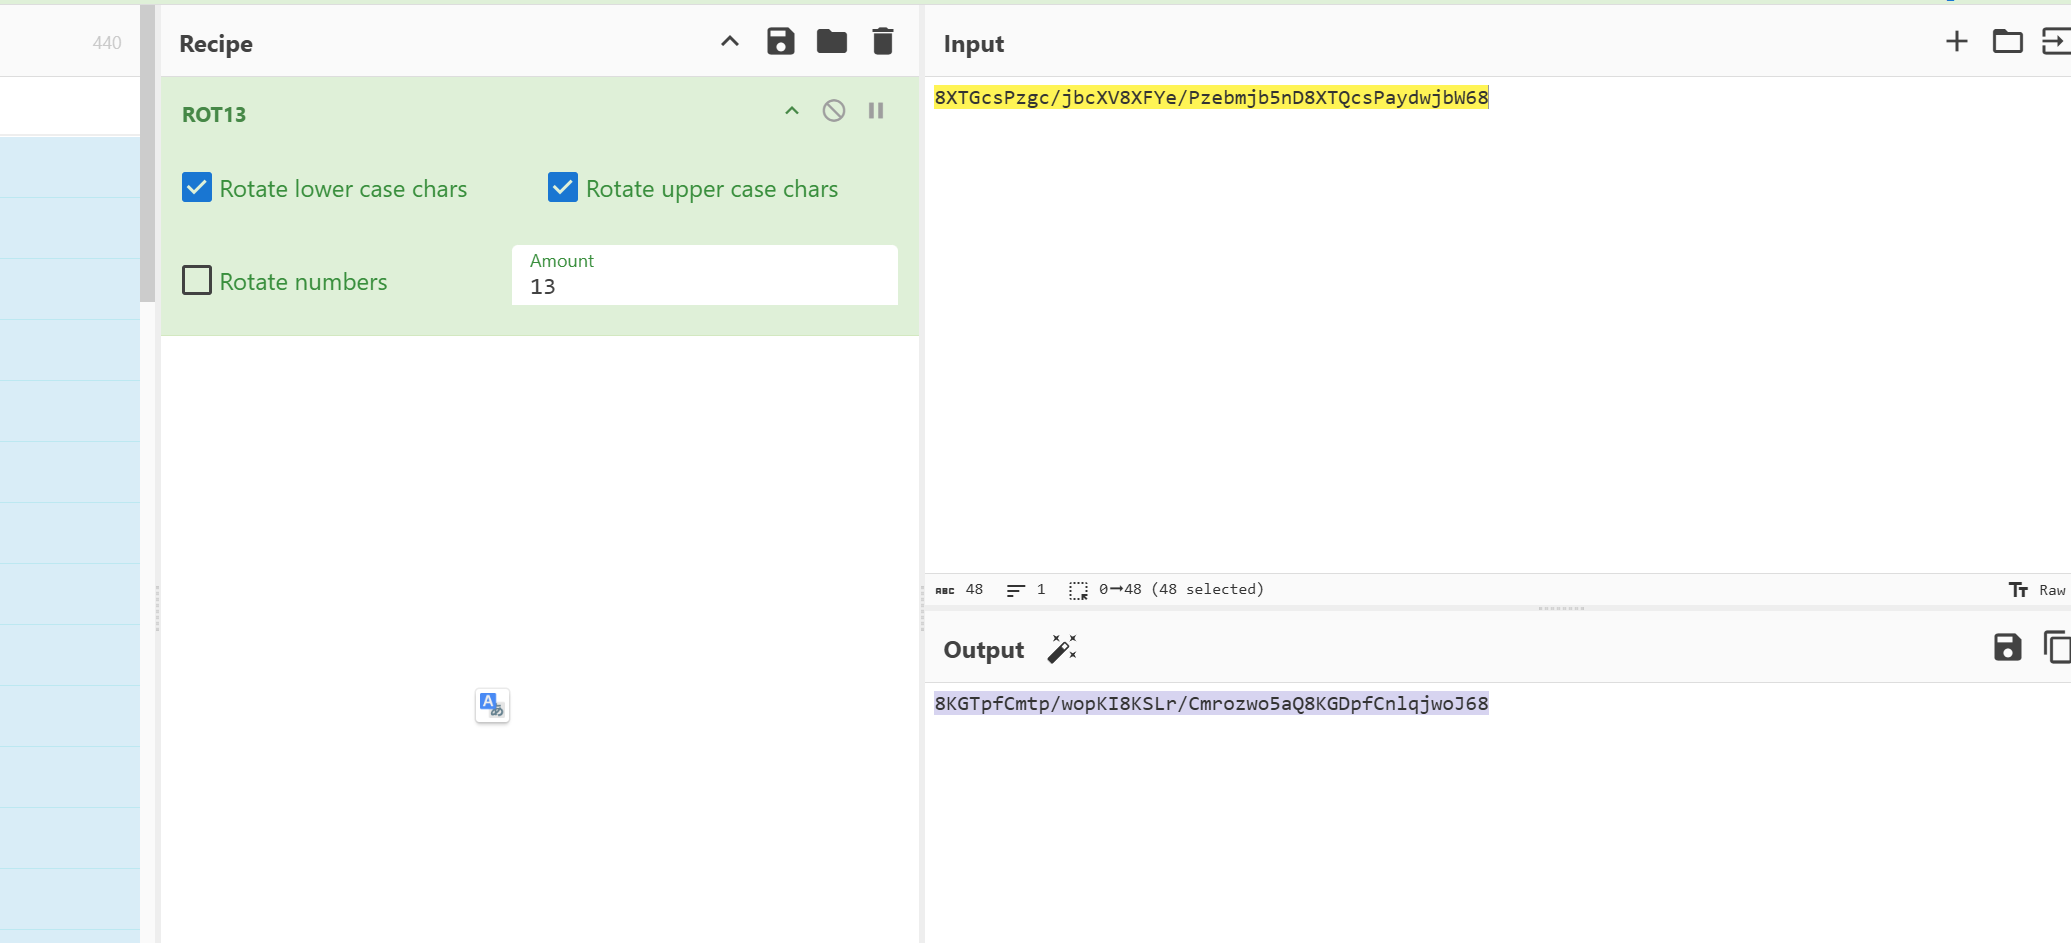 440
Recipe
Input
ROT13
8XTGcsPzgc/jbcXV8XFYe/Pzebmjb5nD8XTQcsPaydwjbW68
Rotate lower case chars
Rotate upper case chars
Rotate numbers
Amount
13
ABC 48 1 0→48 (48 selected)
Tт Raw
Output
8KGTpfCmtp/wopKI8KSLr/Cmrozwo5aQ8KGDpfCnlqjwoJ68